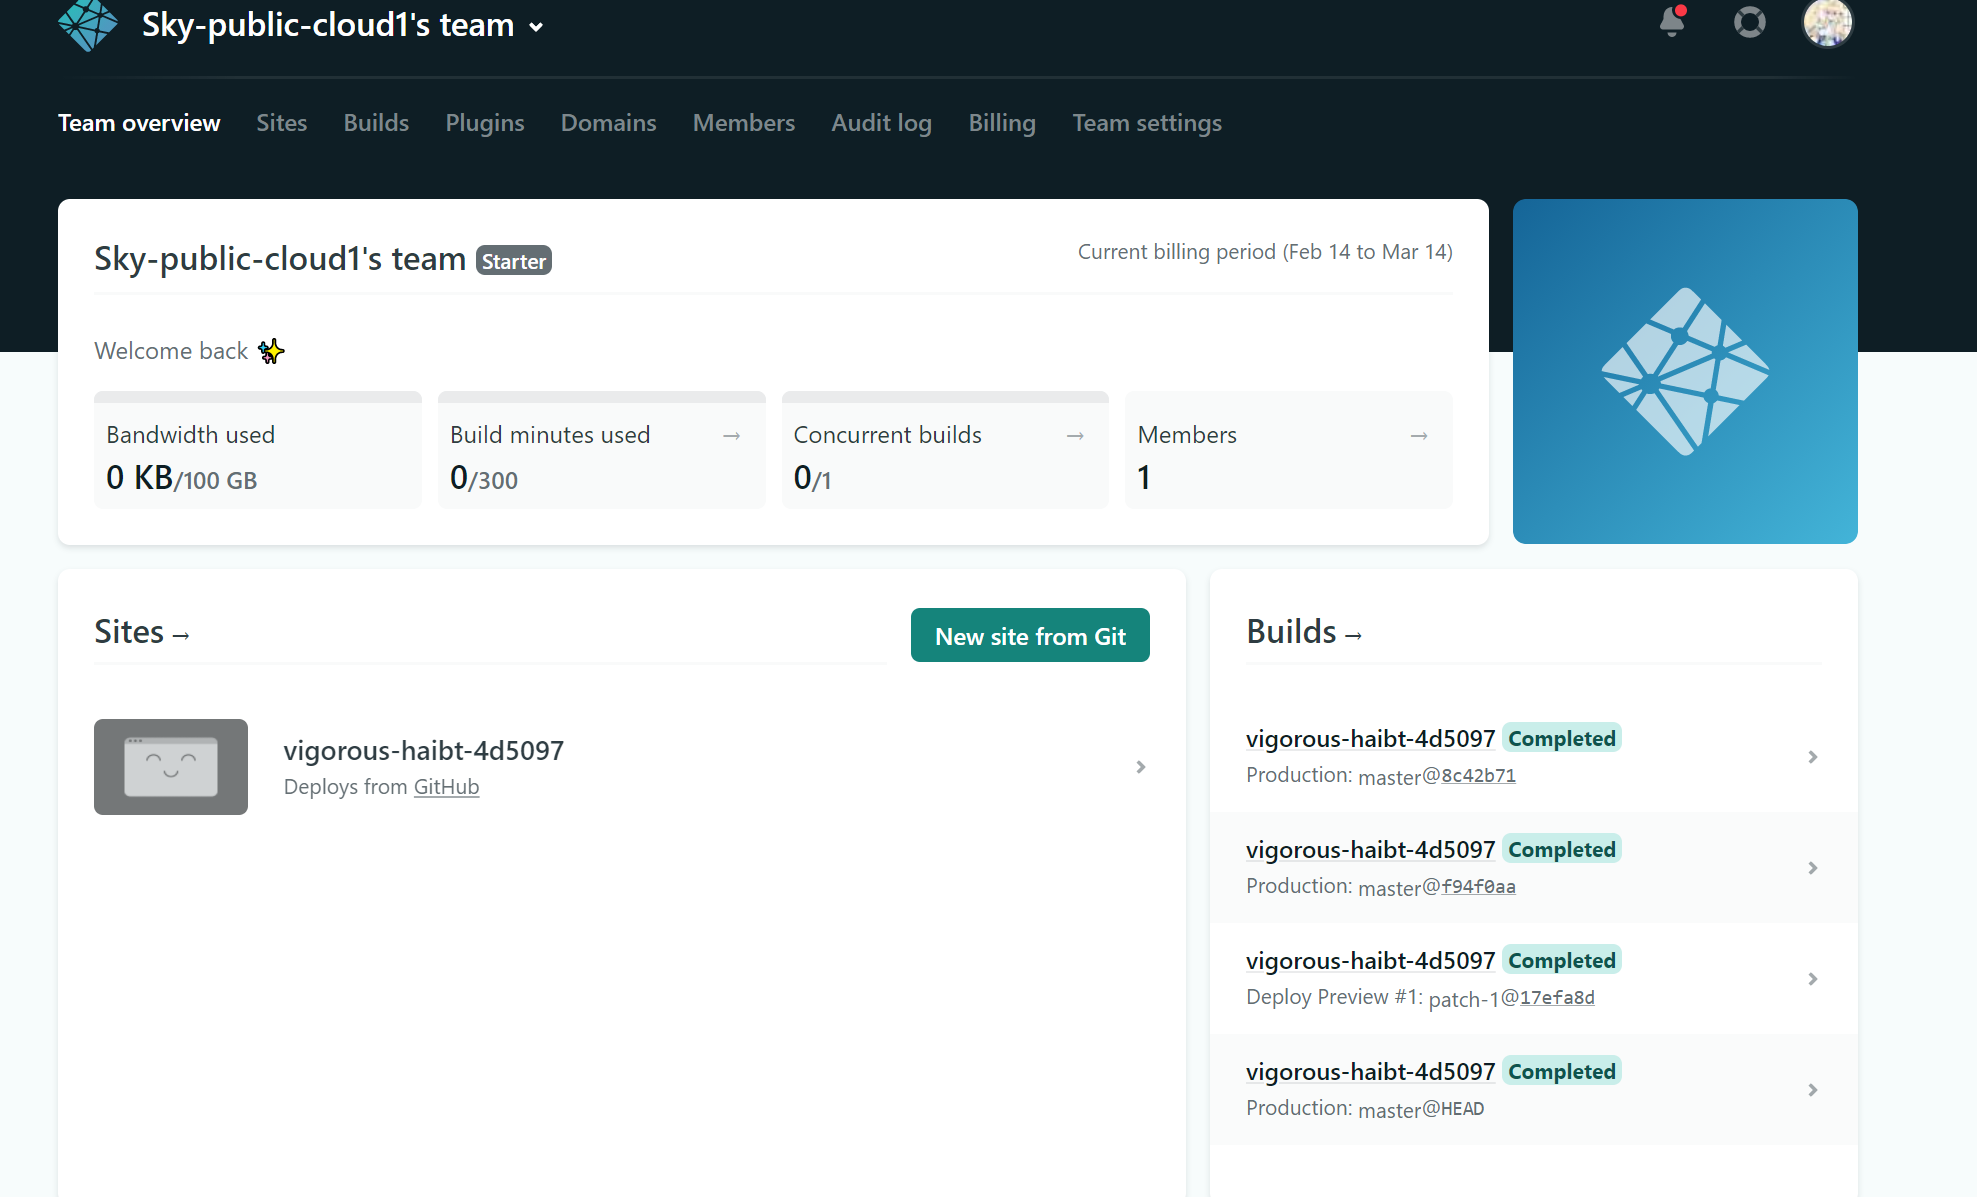 Sky-public-cloud1's team
Team overview Sites Builds Plugins Domains Members Audit log Billing Team settings
Sky-public-cloud1's team Starter
Current billing period (Feb 14 to Mar 14)
Welcome back ✨
Bandwidth used
0 KB/100 GB
Build minutes used →
0/300
Concurrent builds →
0/1
Members →
1
Sites →
New site from Git
vigorous-haibt-4d5097
Deploys from GitHub
Builds →
vigorous-haibt-4d5097 Completed
Production: master@8c42b71
vigorous-haibt-4d5097 Completed
Production: master@f94f0aa
vigorous-haibt-4d5097 Completed
Deploy Preview #1: patch-1@17efa8d
vigorous-haibt-4d5097 Completed
Production: master@HEAD